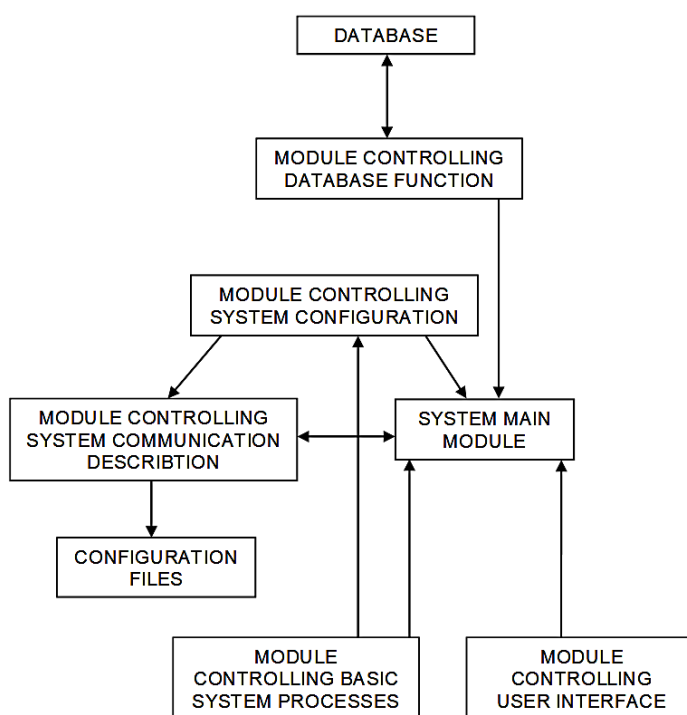 DATABASE
MODULE CONTROLLING
DATABASE FUNCTION
MODULE CONTROLLING
SYSTEM CONFIGURATION
MODULE CONTROLLING
SYSTEM COMMUNICATION
DESCRIBTION
SYSTEM MAIN
MODULE
CONFIGURATION
FILES
MODULE
CONTROLLING BASIC
SYSTEM PROCESSES
MODULE
CONTROLLING
USER INTERFACE